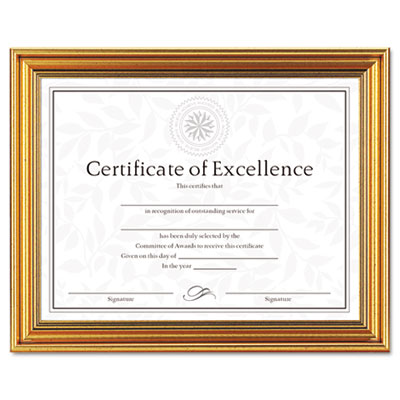 Certificate of Excellence
This certifies that
in recognition of outstanding service for
has been duly selected by the
Committee of Awards to receive this certificate
Given on this day of
In the year
Signature Signature